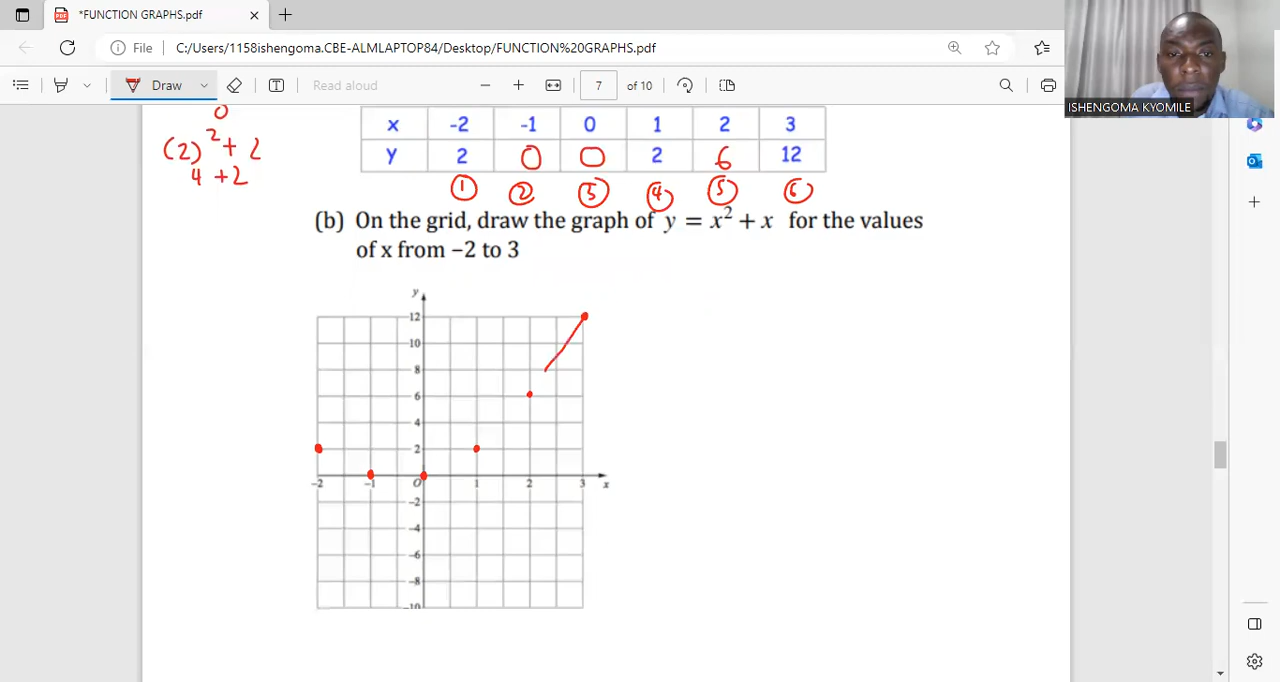 *FUNCTION GRAPHS.pdf
File C:/Users/1158ishengoma.CBE-ALMLAPTOP84/Desktop/FUNCTION%20GRAPHS.pdf
Draw Read aloud 7 of 10
ISHENGOMA KYOMILE
0
(2)² + 2
4 + 2
x -2 -1 0 1 2 3
Y 2 0 0 2 6 12
① ② ③ ④ ⑤ ⑥
(b) On the grid, draw the graph of y = x² + x for the values
of x from −2 to 3
y
12
10
8
6
4
2
-2 -1 O 1 2 3 x
-2
-4
-6
-8
-10